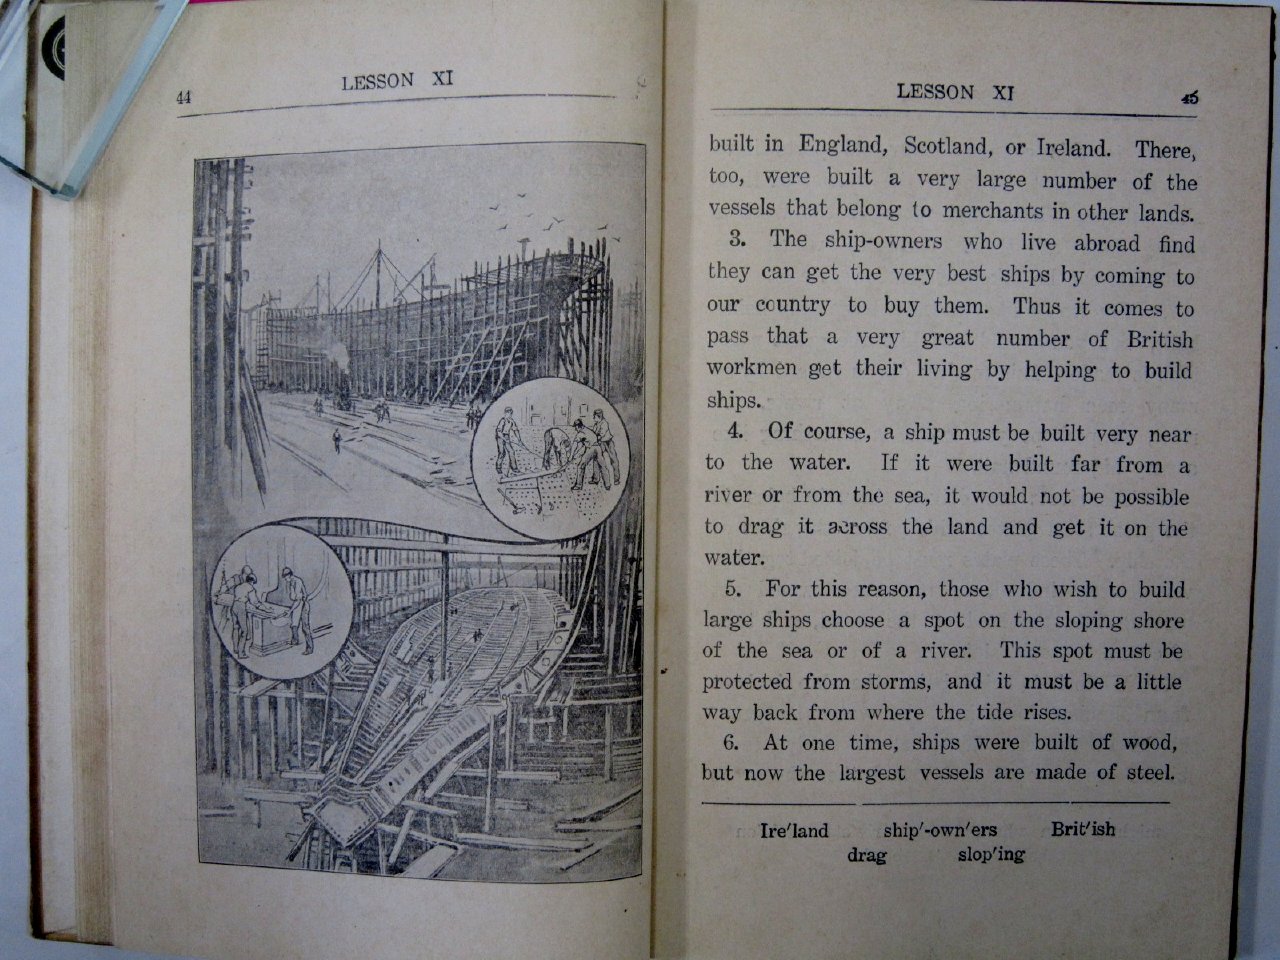 44
LESSON XI
LESSON XI
45
built in England, Scotland, or Ireland. There,
too, were built a very large number of the
vessels that belong to merchants in other lands.
3. The ship-owners who live abroad find
they can get the very best ships by coming to
our country to buy them. Thus it comes to
pass that a very great number of British
workmen get their living by helping to build
ships.
4. Of course, a ship must be built very near
to the water. If it were built far from a
river or from the sea, it would not be possible
to drag it across the land and get it on the
water.
5. For this reason, those who wish to build
large ships choose a spot on the sloping shore
of the sea or of a river. This spot must be
protected from storms, and it must be a little
way back from where the tide rises.
6. At one time, ships were built of wood,
but now the largest vessels are made of steel.
Ire'land ship'-own'ers Brit'ish
drag slop'ing